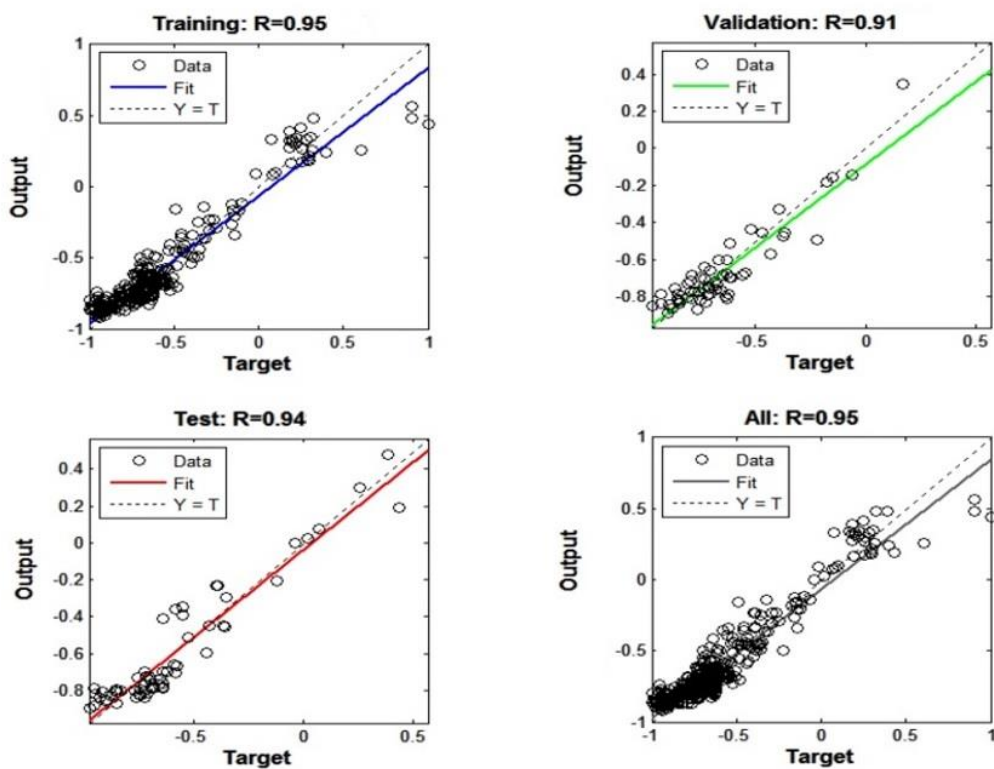 Training: R=0.95
1
0.5
0
-0.5
-1
Output
Data
Fit
Y = T
-1
-0.5
0
0.5
1
Target
Validation: R=0.91
0.4
0.2
0
-0.2
-0.4
-0.6
-0.8
Output
Data
Fit
Y = T
-0.5
0
0.5
Target
Test: R=0.94
0.4
0.2
0
-0.2
-0.4
-0.6
-0.8
Output
Data
Fit
Y = T
-0.5
0
0.5
Target
All: R=0.95
1
0.5
0
-0.5
-1
Output
Data
Fit
Y = T
-1
-0.5
0
0.5
1
Target